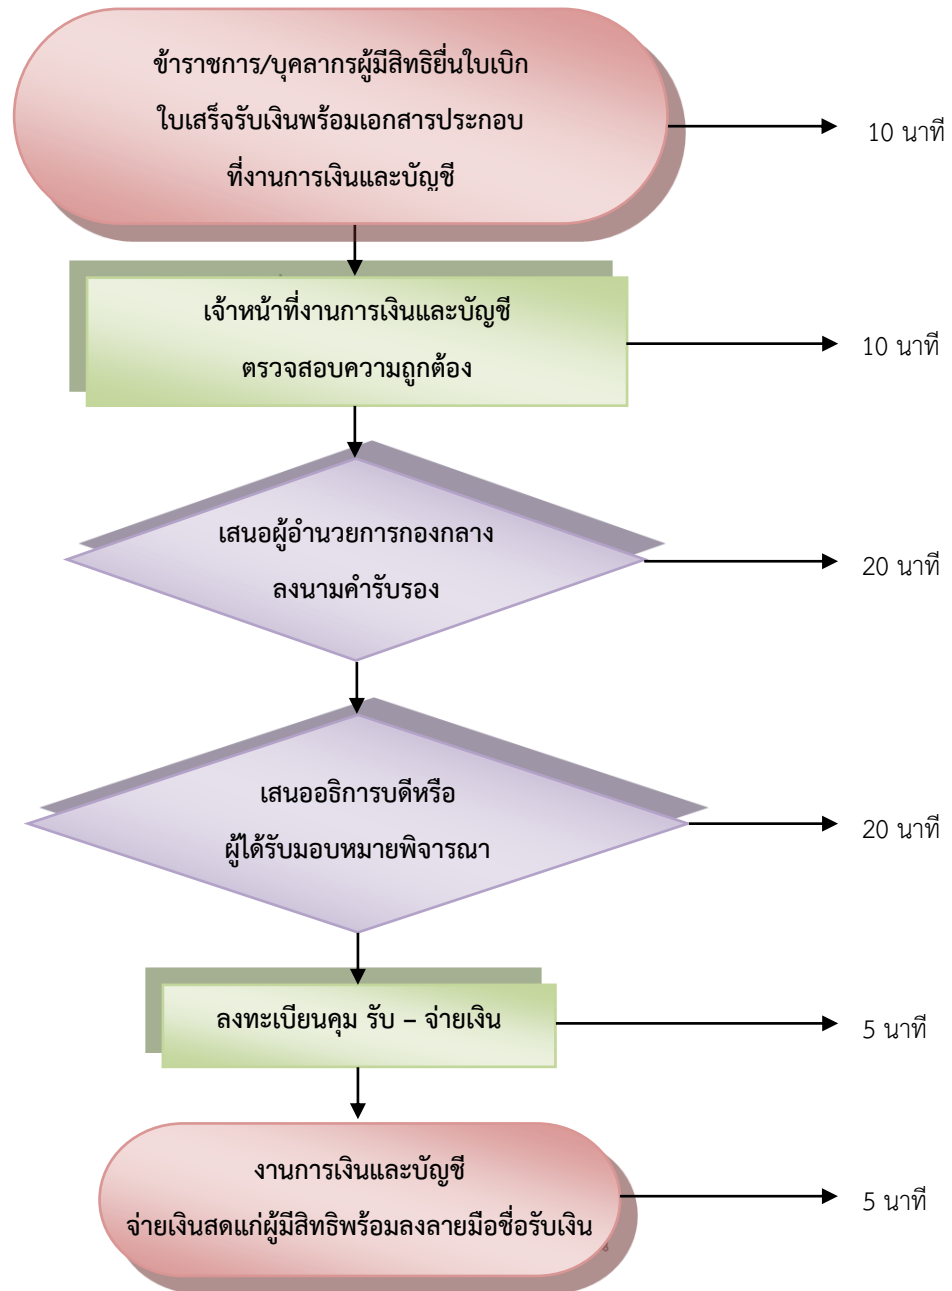 ข้าราชการ/บุคลากรผู้มีสิทธิยื่นใบเบิก
ใบเสร็จรับเงินพร้อมเอกสารประกอบ
ที่งานการเงินและบัญชี
10 นาที
เจ้าหน้าที่งานการเงินและบัญชี
ตรวจสอบความถูกต้อง
10 นาที
เสนอผู้อำนวยการกองกลาง
ลงนามคำรับรอง
20 นาที
เสนออธิการบดีหรือ
ผู้ได้รับมอบหมายพิจารณา
20 นาที
ลงทะเบียนคุม รับ – จ่ายเงิน
5 นาที
งานการเงินและบัญชี
จ่ายเงินสดแก่ผู้มีสิทธิพร้อมลงลายมือชื่อรับเงิน
5 นาที